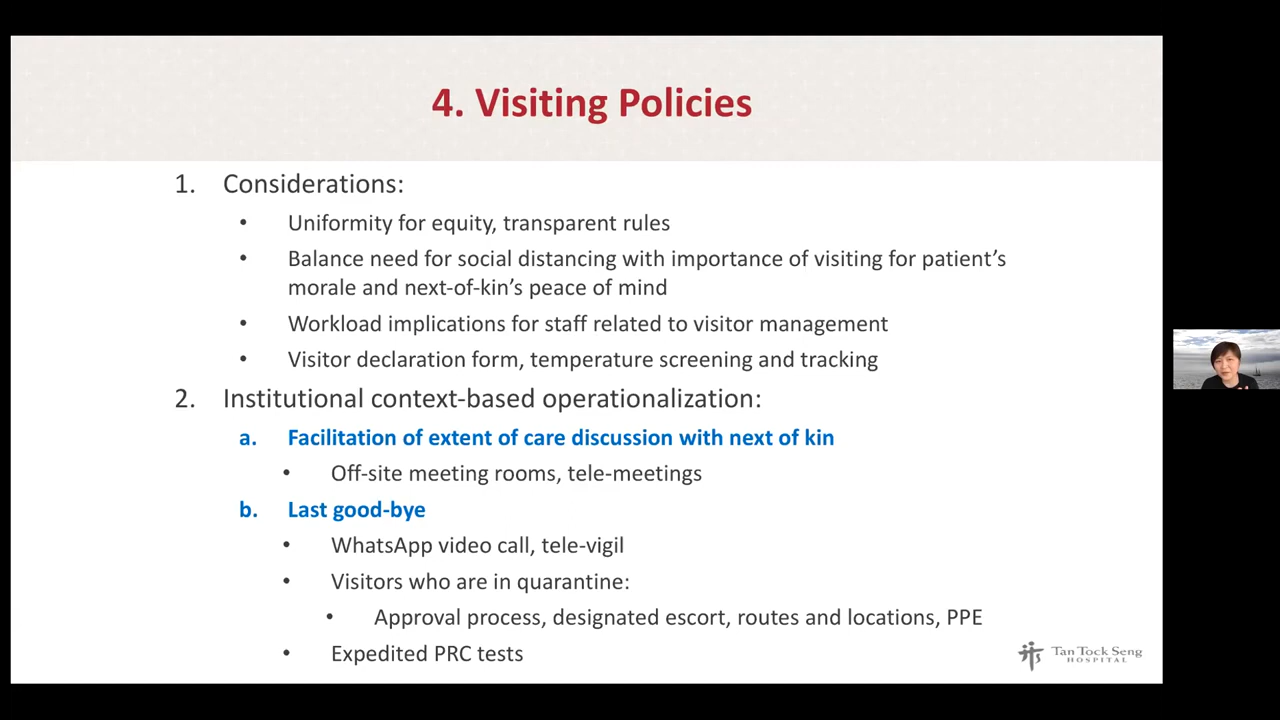 4. Visiting Policies
1. Considerations:
• Uniformity for equity, transparent rules
• Balance need for social distancing with importance of visiting for patient’s
morale and next-of-kin’s peace of mind
• Workload implications for staff related to visitor management
• Visitor declaration form, temperature screening and tracking
2. Institutional context-based operationalization:
a. Facilitation of extent of care discussion with next of kin
• Off-site meeting rooms, tele-meetings
b. Last good-bye
• WhatsApp video call, tele-vigil
• Visitors who are in quarantine:
• Approval process, designated escort, routes and locations, PPE
• Expedited PRC tests
Tan Tock Seng
HOSPITAL